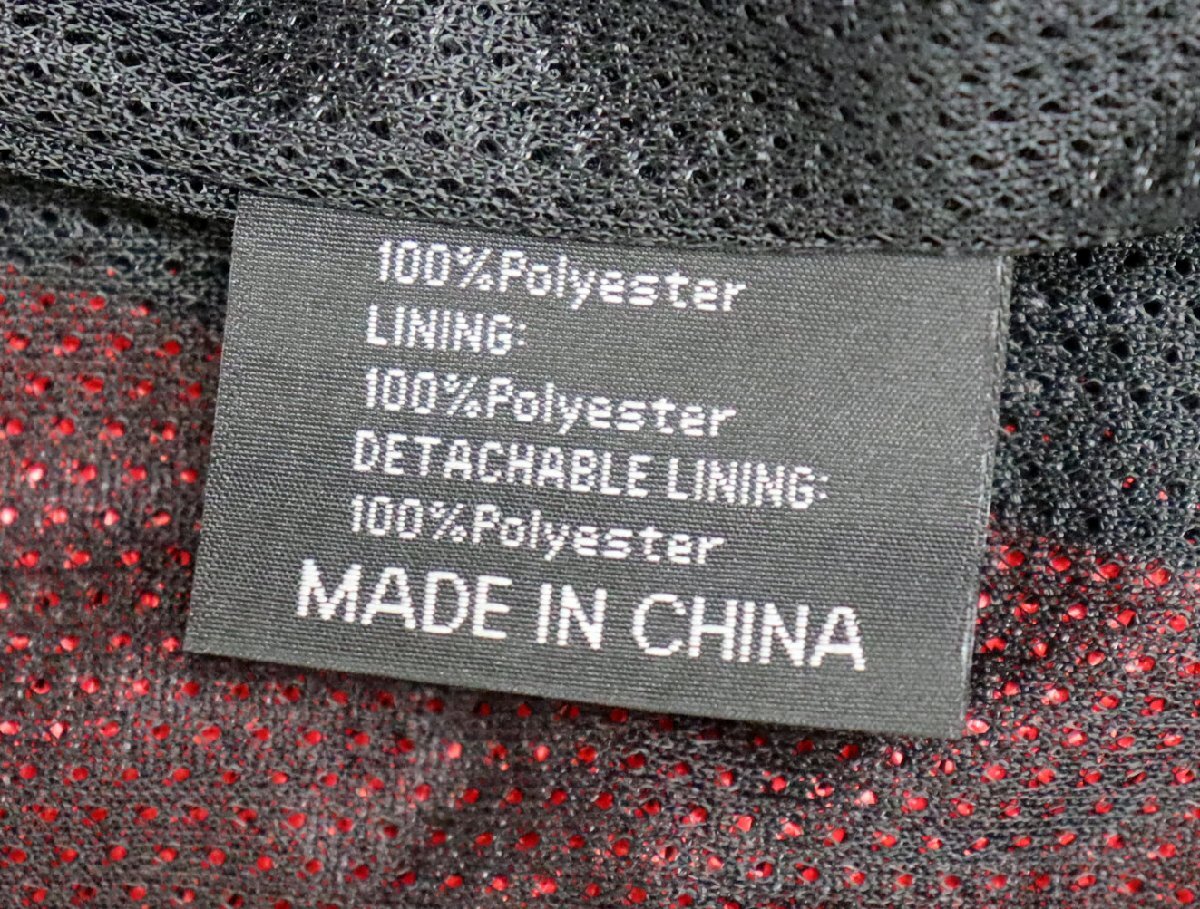 100%Polyester
LINING:
100%Polyester
DETACHABLE LINING:
100%Polyester
MADE IN CHINA